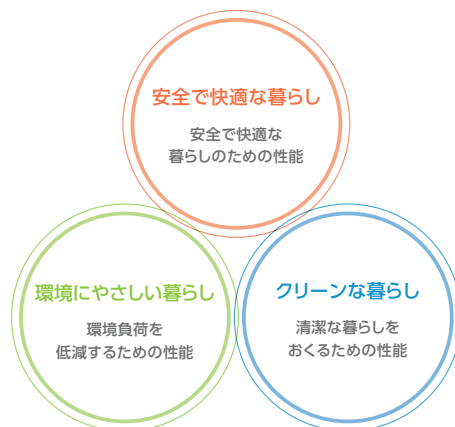 安全で快適な暮らし
安全で快適な
暮らしのための性能
環境にやさしい暮らし
環境負荷を
低減するための性能
クリーンな暮らし
清潔な暮らしを
おくるための性能